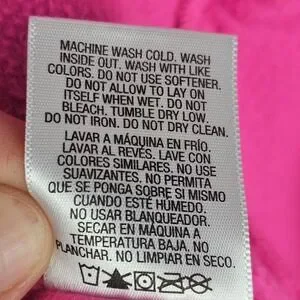 MACHINE WASH COLD. WASH
INSIDE OUT. WASH WITH LIKE
COLORS. DO NOT USE SOFTENER.
DO NOT ALLOW TO LAY ON
ITSELF WHEN WET. DO NOT
BLEACH. TUMBLE DRY LOW.
DO NOT IRON. DO NOT DRY CLEAN.
LAVAR A MÁQUINA EN FRÍO.
LAVAR AL REVÉS. LAVE CON
COLORES SIMILARES. NO USE
SUAVIZANTES. NO PERMITA
QUE SE PONGA SOBRE SI MISMO
CUANDO ESTÉ HÚMEDO.
NO USAR BLANQUEADOR.
SECAR EN MÁQUINA A
TEMPERATURA BAJA. NO
PLANCHAR. NO LIMPIAR EN SECO.